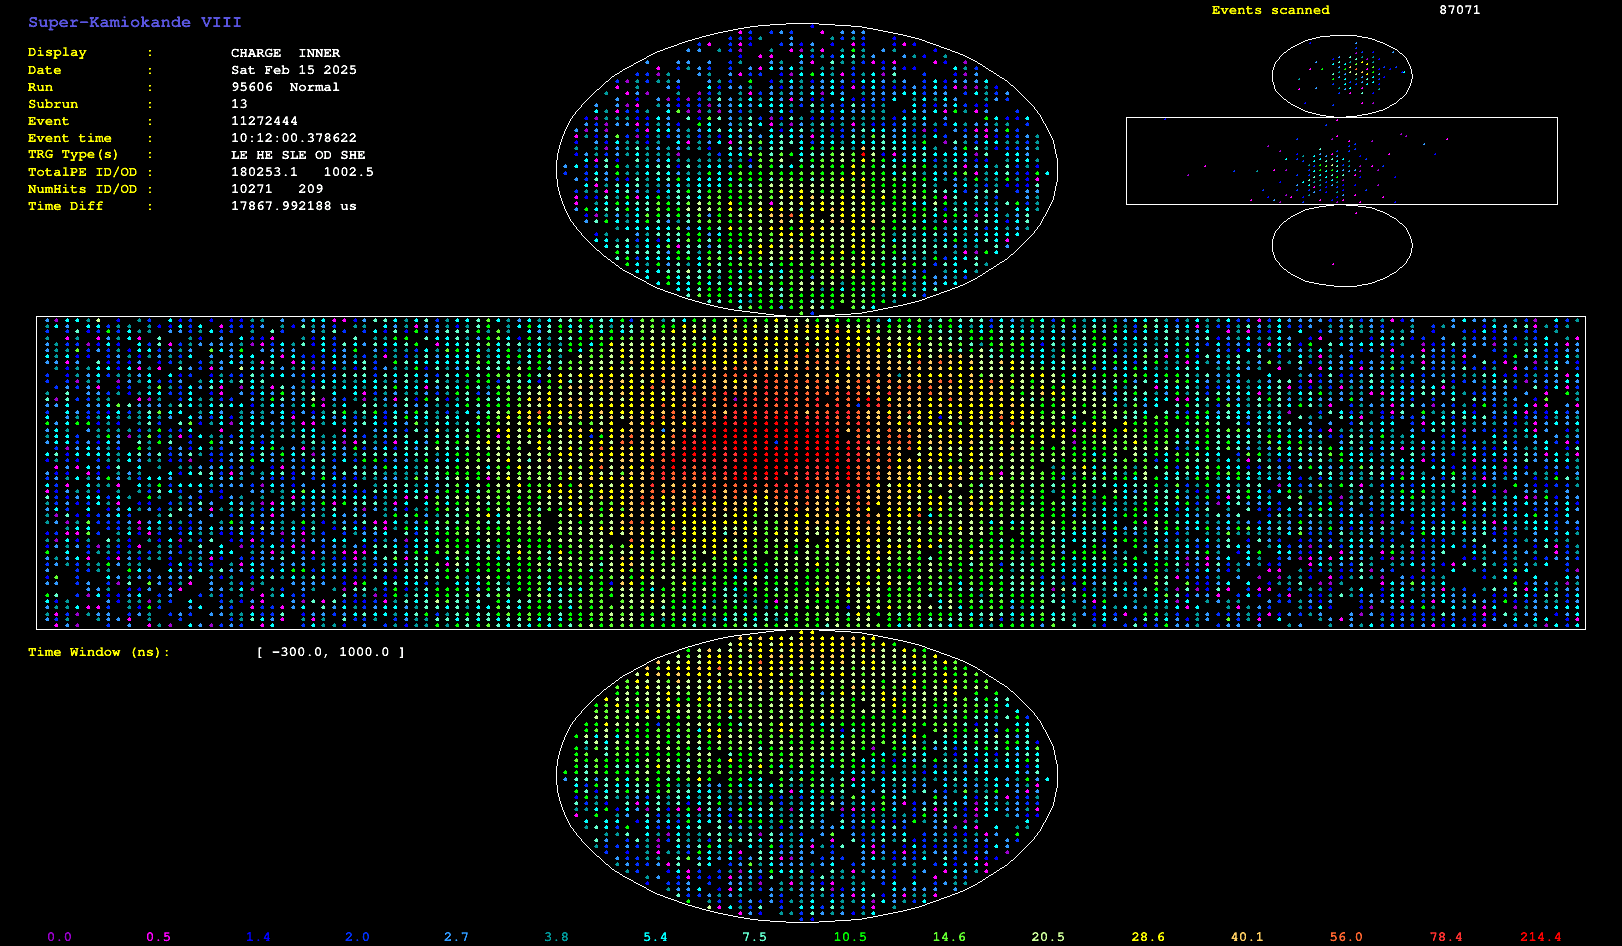 Super-Kamiokande VIII
Events scanned 87071
Display : CHARGE INNER
Date : Sat Feb 15 2025
Run : 95606 Normal
Subrun : 13
Event : 11272444
Event time : 10:12:00.378622
TRG Type(s) : LE HE SLE OD SHE
TotalPE ID/OD : 180253.1 1002.5
NumHits ID/OD : 10271 209
Time Diff : 17867.992188 us
Time Window (ns): [ -300.0, 1000.0 ]
0.0 0.5 1.4 2.0 2.7 3.8 5.4 7.5 10.5 14.6 20.5 28.6 40.1 56.0 78.4 214.4